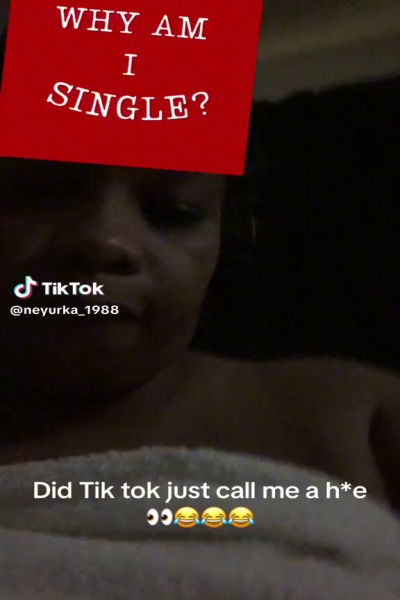 WHY AM
I
SINGLE?
TikTok
@neyurka_1988
Did Tik tok just call me a h*e
👀😂😂😂